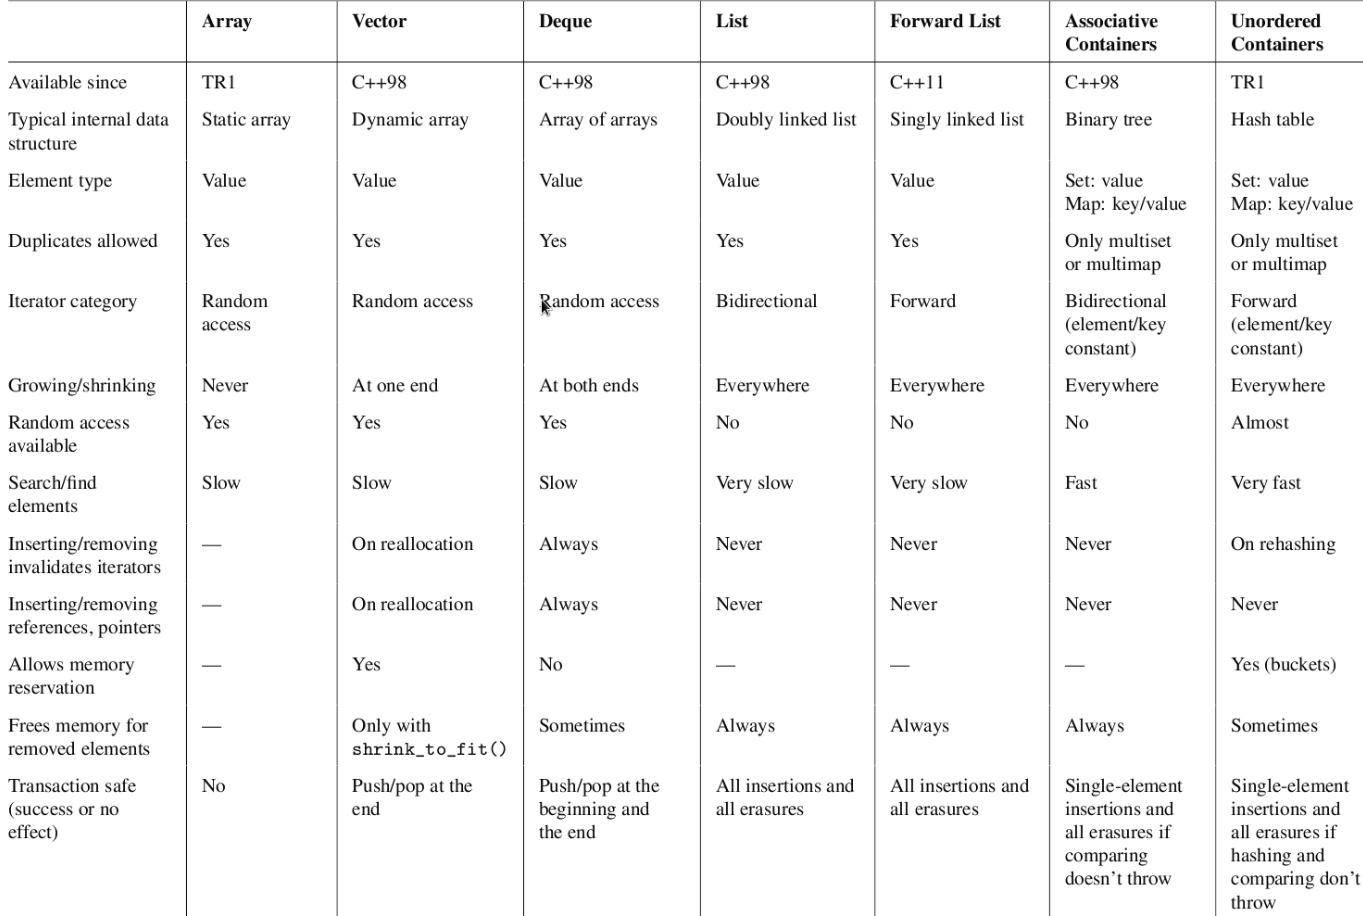 Array Vector Deque List Forward List Associative Unordered
Containers Containers
Available since TR1 C++98 C++98 C++98 C++11 C++98 TR1
Typical internal data Static array Dynamic array Array of arrays Doubly linked list Singly linked list Binary tree Hash table
structure
Element type Value Value Value Value Value Set: value Set: value
Map: key/value Map: key/value
Duplicates allowed Yes Yes Yes Yes Yes Only multiset Only multiset
or multimap or multimap
Iterator category Random Random access Random access Bidirectional Forward Bidirectional Forward
access (element/key (element/key
constant) constant)
Growing/shrinking Never At one end At both ends Everywhere Everywhere Everywhere Everywhere
Random access Yes Yes Yes No No No Almost
available
Search/find Slow Slow Slow Very slow Very slow Fast Very fast
elements
Inserting/removing — On reallocation Always Never Never Never On rehashing
invalidates iterators
Inserting/removing — On reallocation Always Never Never Never Never
references, pointers
Allows memory — Yes No — — — Yes (buckets)
reservation
Frees memory for — Only with Sometimes Always Always Always Sometimes
removed elements shrink_to_fit()
Transaction safe No Push/pop at the Push/pop at the All insertions and All insertions and Single-element Single-element
(success or no end beginning and all erasures all erasures insertions and insertions and
effect) the end all erasures if all erasures if
comparing hashing and
doesn't throw comparing don't
throw